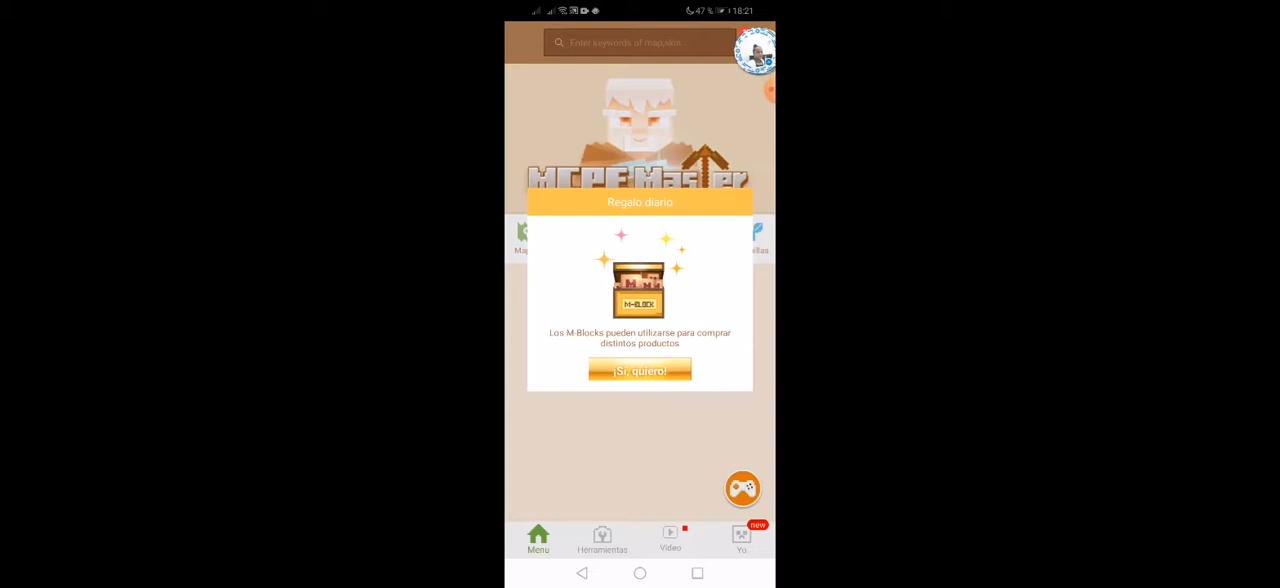 47 % 18:21
Enter keywords of map,skin...
MCPE Master
Regalo diario
M-BLOCK
Los M-Blocks pueden utilizarse para comprar
distintos productos
¡Sí, quiero!
new
Menu Herramientas Video Yo